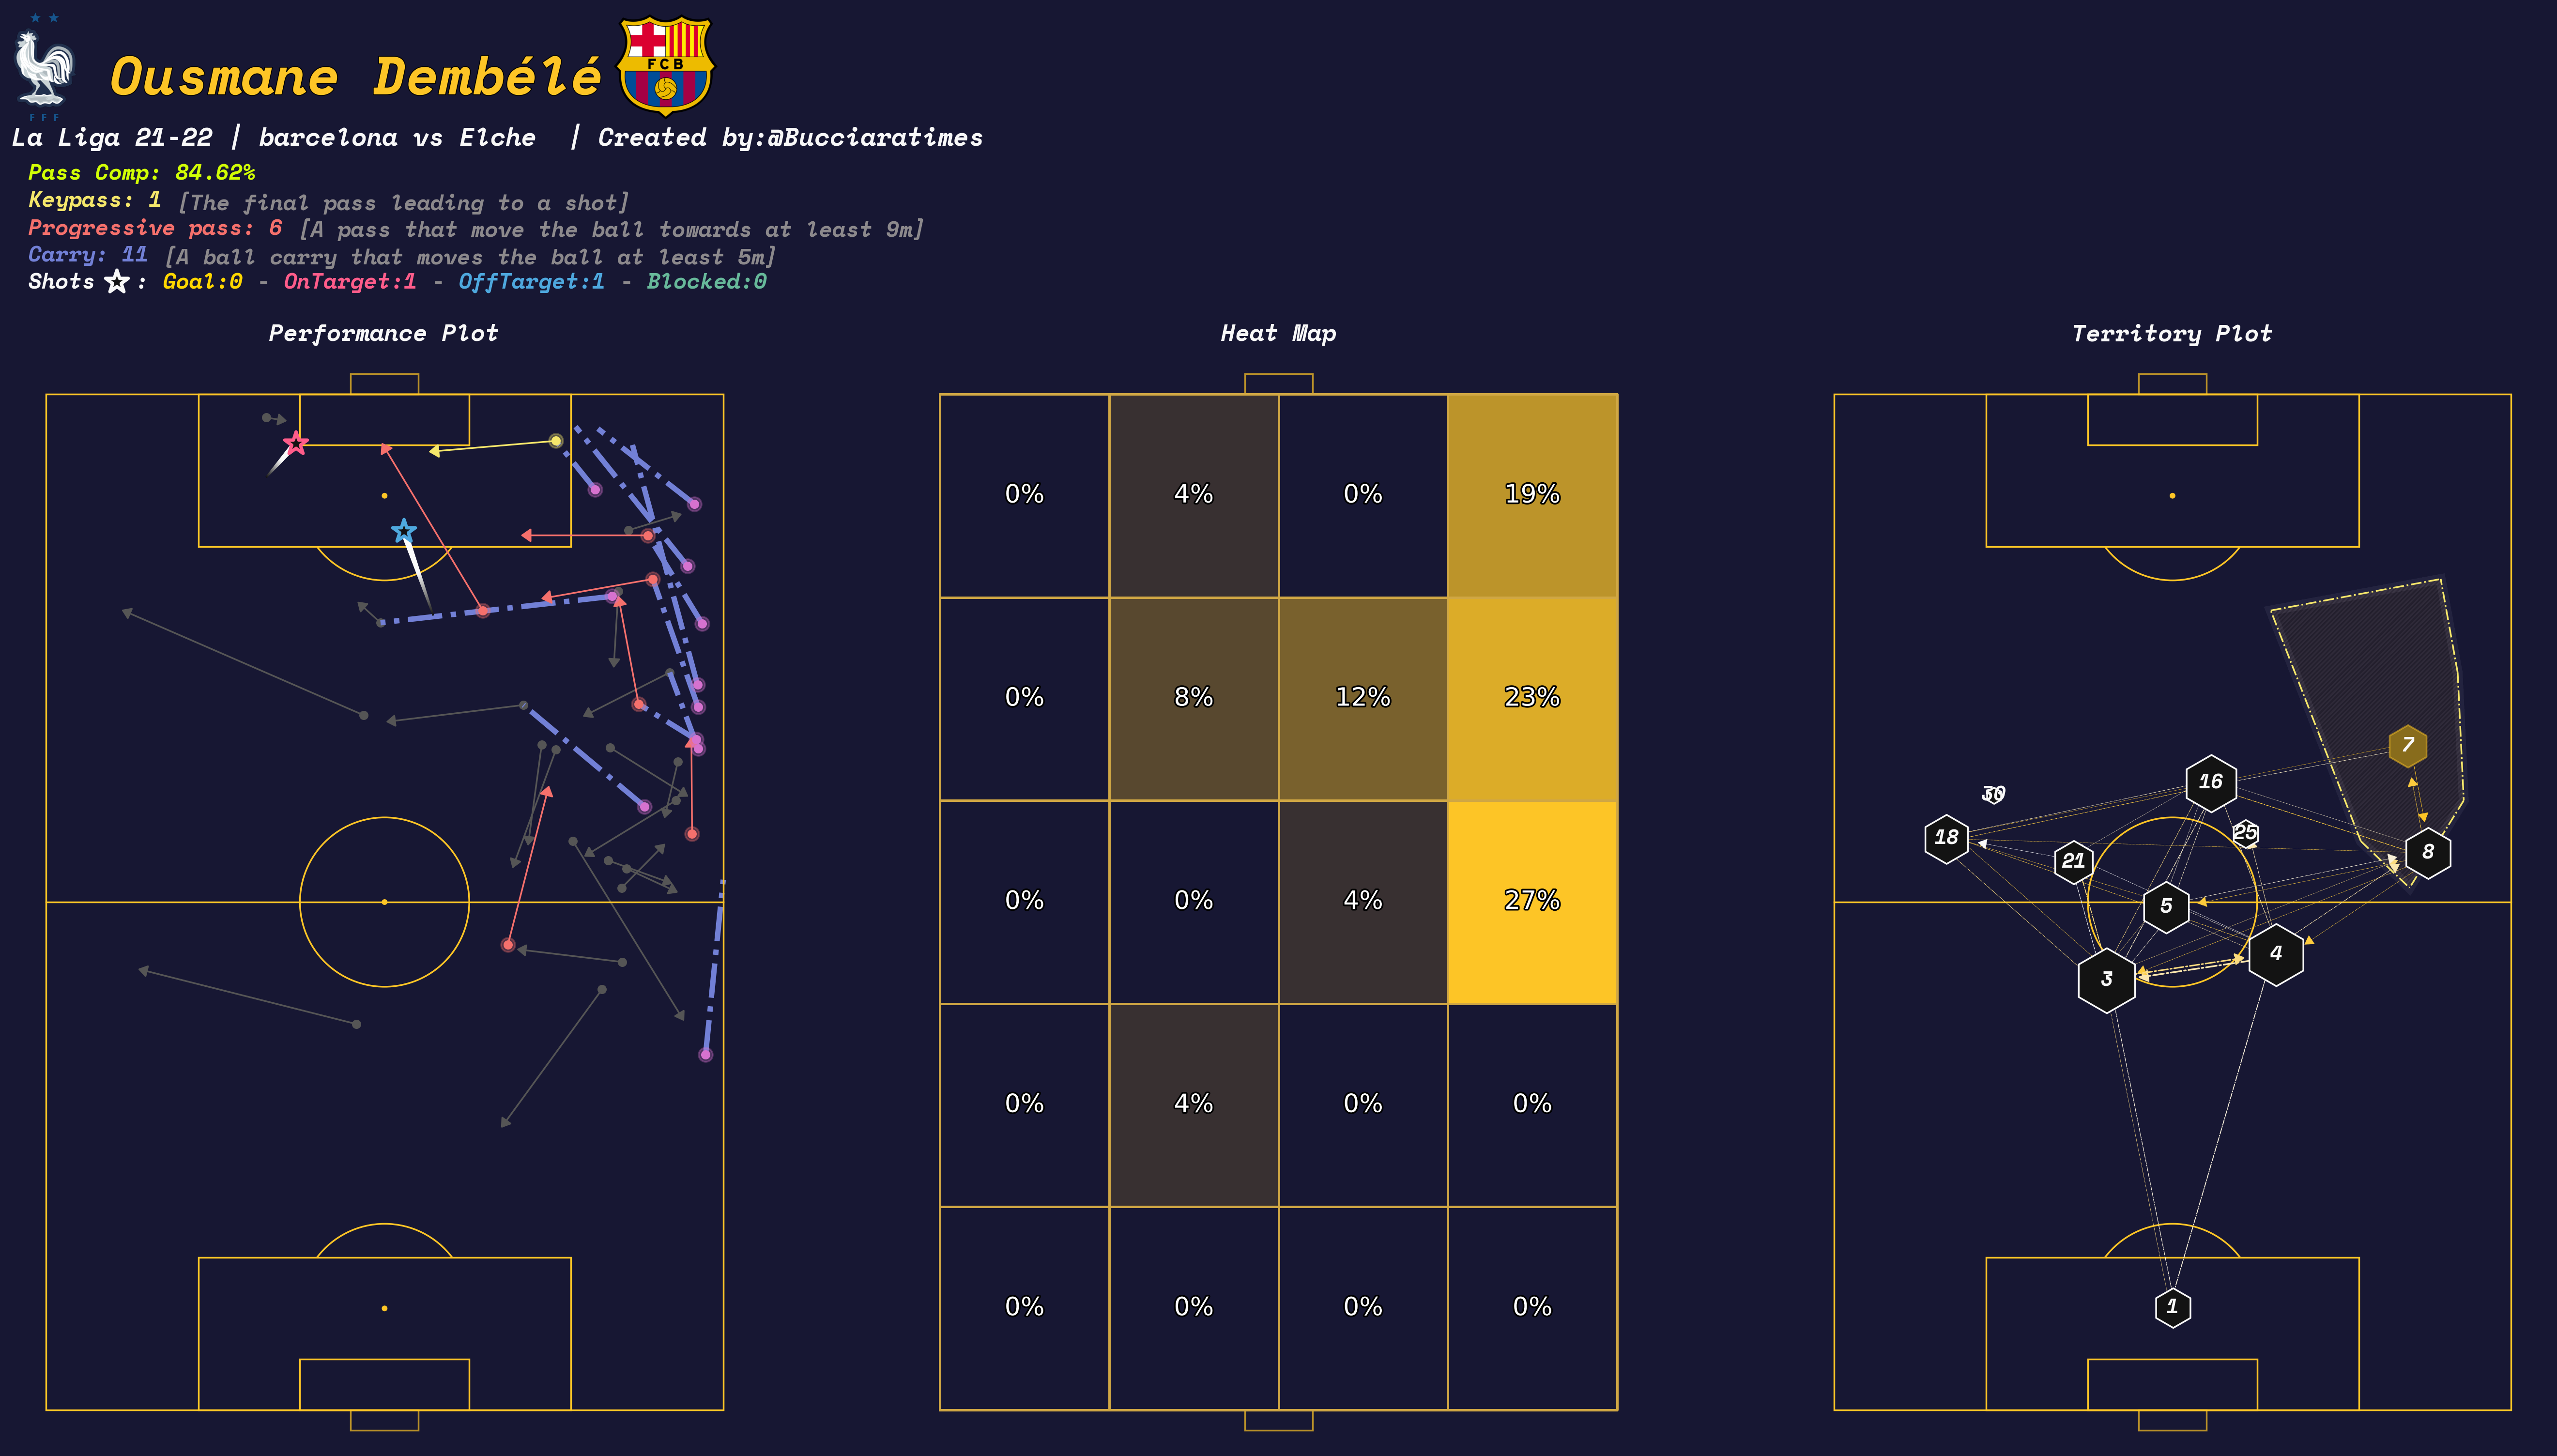 F F F
Ousmane Dembélé
FCB
La Liga 21-22 | barcelona vs Elche | Created by:@Bucciaratimes
Pass Comp: 84.62%
Keypass: 1 [The final pass leading to a shot]
Progressive pass: 6 [A pass that move the ball towards at least 9m]
Carry: 11 [A ball carry that moves the ball at least 5m]
Shots ☆: Goal:0 - OnTarget:1 - OffTarget:1 - Blocked:0
Performance Plot
Heat Map
0% 4% 0% 19%
0% 8% 12% 23%
0% 0% 4% 27%
0% 4% 0% 0%
0% 0% 0% 0%
Territory Plot
7
16
25
18
8
21
5
4
3
1